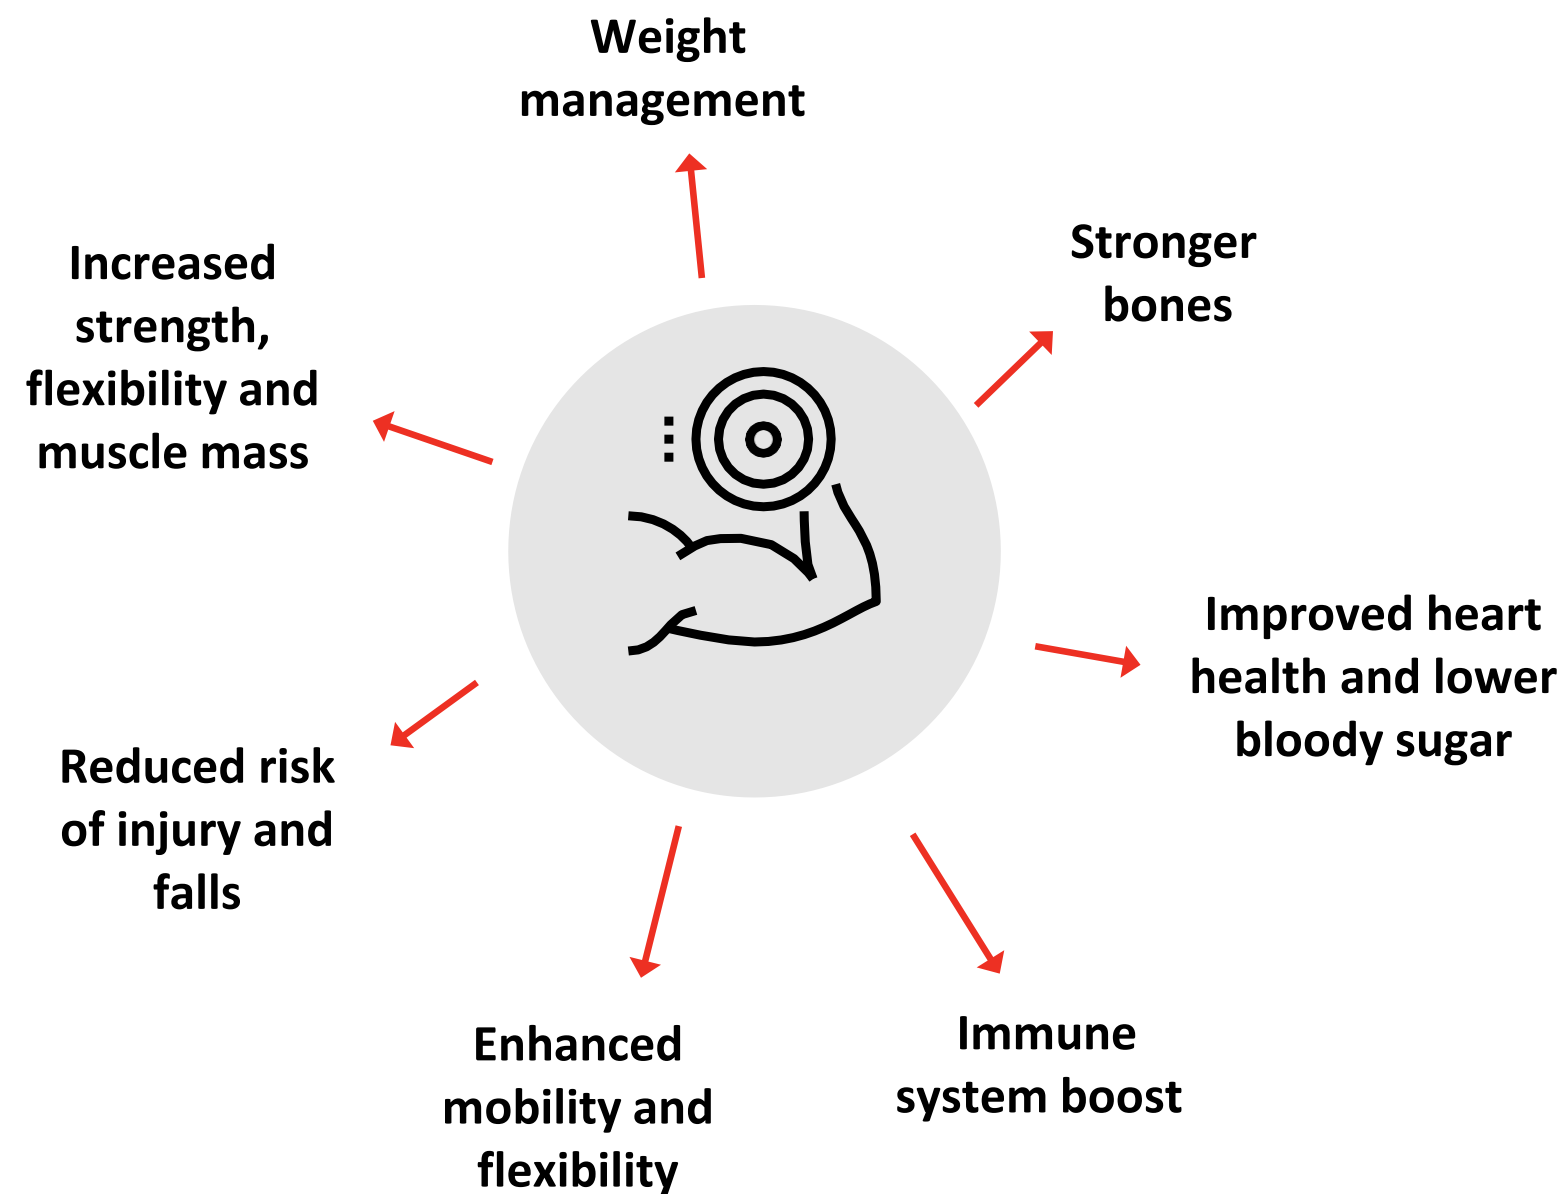 Weight
management
Stronger
bones
Increased
strength,
flexibility and
muscle mass
Improved heart
health and lower
bloody sugar
Reduced risk
of injury and
falls
Immune
system boost
Enhanced
mobility and
flexibility